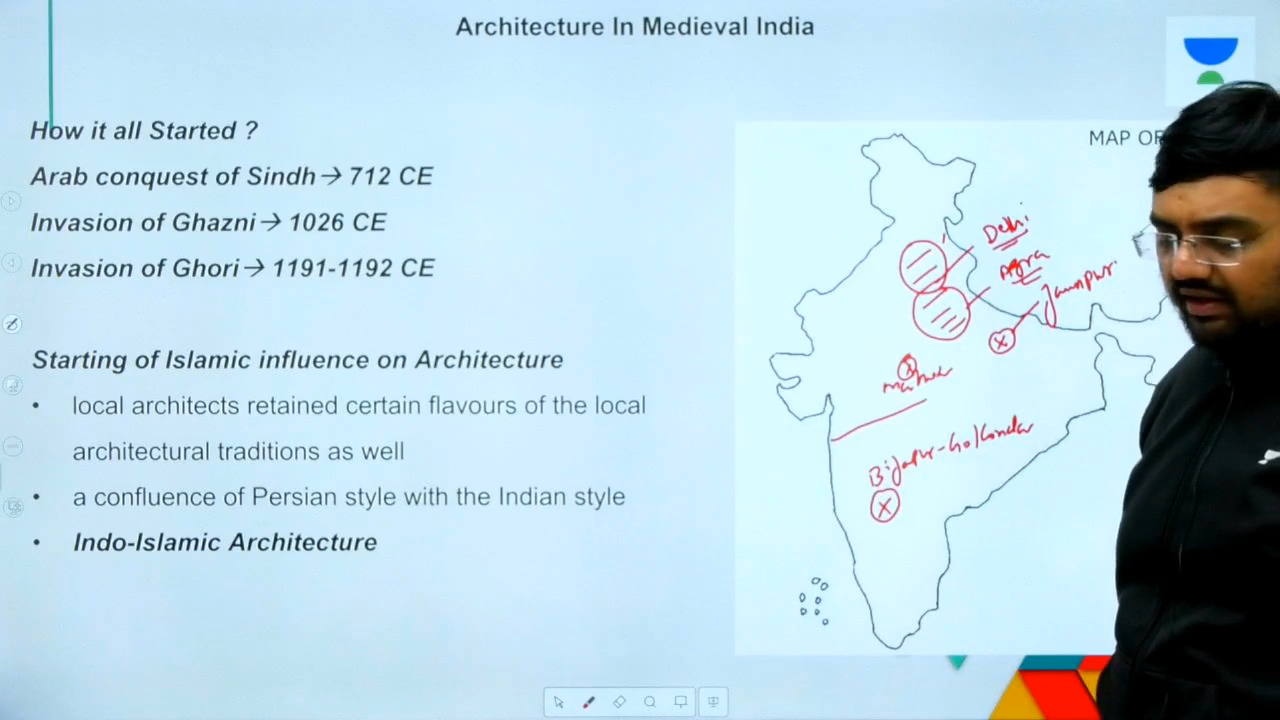 Architecture In Medieval India
How it all Started ?
Arab conquest of Sindh→ 712 CE
Invasion of Ghazni→ 1026 CE
Invasion of Ghori→ 1191-1192 CE
Starting of Islamic influence on Architecture
• local architects retained certain flavours of the local
architectural traditions as well
• a confluence of Persian style with the Indian style
• Indo-Islamic Architecture
MAP OF
Delhi
Agra
Jaunpur
Malwa
Bijapur-Golconda